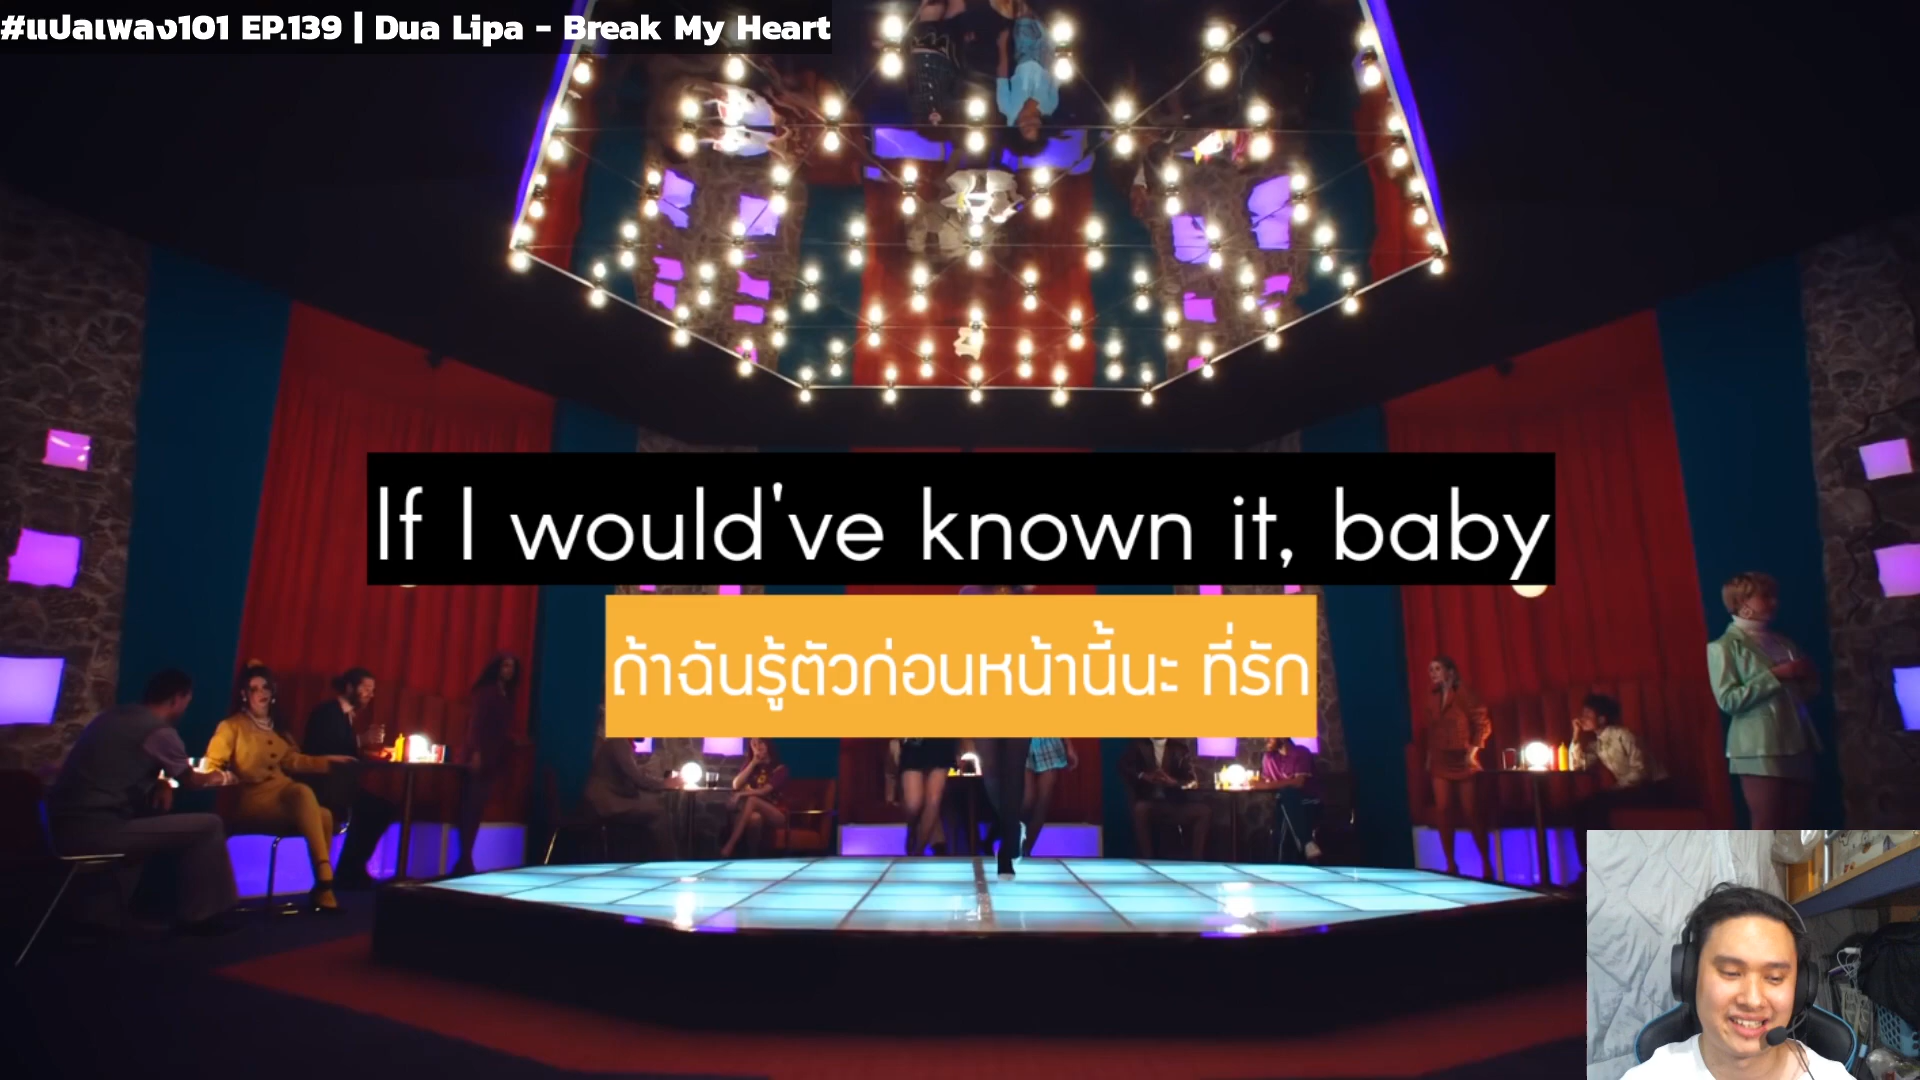 #แปลเพลง101 EP.139 | Dua Lipa - Break My Heart
If I would've known it, baby
ถ้าฉันรู้ตัวก่อนหน้านี้นะ ที่รัก